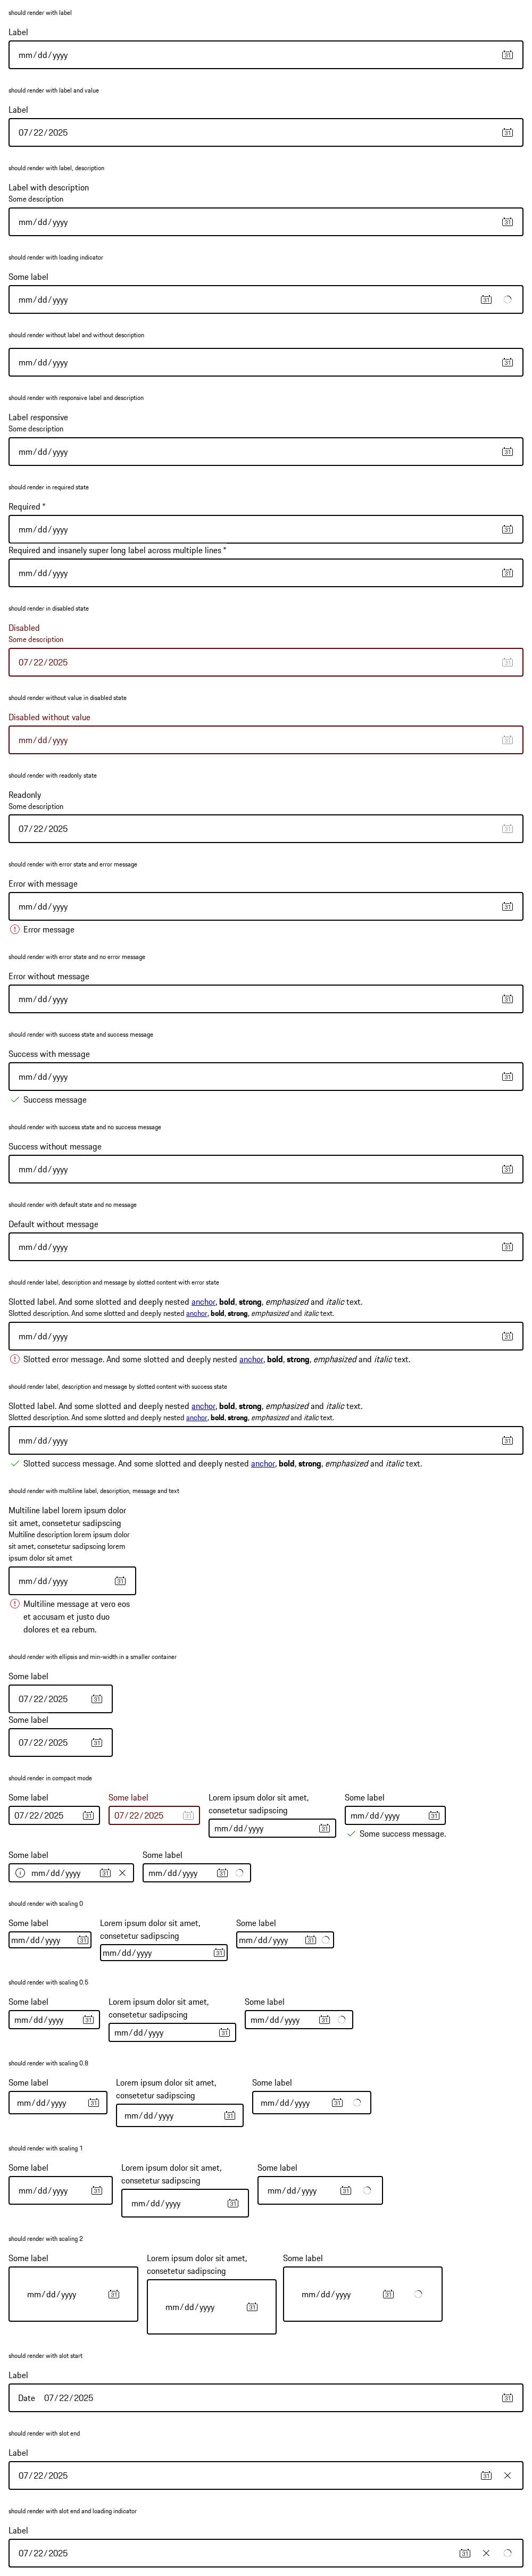 should render with label
Label
mm/dd/yyyy
should render with label and value
Label
07/22/2025
should render with label, description
Label with description
Some description
mm/dd/yyyy
should render with loading indicator
Some label
mm/dd/yyyy
should render without label and without description
mm/dd/yyyy
should render with responsive label and description
Label responsive
Some description
mm/dd/yyyy
should render in required state
Required *
mm/dd/yyyy
Required and insanely super long label across multiple lines *
mm/dd/yyyy
should render in disabled state
Disabled
Some description
07/22/2025
should render without value in disabled state
Disabled without value
mm/dd/yyyy
should render with readonly state
Readonly
Some description
07/22/2025
should render with error state and error message
Error with message
mm/dd/yyyy
Error message
should render with error state and no error message
Error without message
mm/dd/yyyy
should render with success state and success message
Success with message
mm/dd/yyyy
Success message
should render with success state and no success message
Success without message
mm/dd/yyyy
should render with default state and no message
Default without message
mm/dd/yyyy
should render label, description and message by slotted content with error state
Slotted label. And some slotted and deeply nested anchor, bold, strong, emphasized and italic text.
Slotted description. And some slotted and deeply nested anchor, bold, strong, emphasized and italic text.
mm/dd/yyyy
Slotted error message. And some slotted and deeply nested anchor, bold, strong, emphasized and italic text.
should render label, description and message by slotted content with success state
Slotted label. And some slotted and deeply nested anchor, bold, strong, emphasized and italic text.
Slotted description. And some slotted and deeply nested anchor, bold, strong, emphasized and italic text.
mm/dd/yyyy
Slotted success message. And some slotted and deeply nested anchor, bold, strong, emphasized and italic text.
should render with multiline label, description, message and text
Multiline label lorem ipsum dolor
sit amet, consetetur sadipscing
Multiline description lorem ipsum dolor
sit amet, consetetur sadipscing lorem
ipsum dolor sit amet
mm/dd/yyyy
Multiline message at vero eos
et accusam et justo duo
dolores et ea rebum.
should render with ellipsis and min-width in a smaller container
Some label
07/22/2025
Some label
07/22/2025
should render in compact mode
Some label
07/22/2025
Some label
07/22/2025
Lorem ipsum dolor sit amet,
consetetur sadipscing
mm/dd/yyyy
Some label
mm/dd/yyyy
Some success message.
Some label
mm/dd/yyyy
Some label
mm/dd/yyyy
should render with scaling 0
Some label
mm/dd/yyyy
Lorem ipsum dolor sit amet,
consetetur sadipscing
mm/dd/yyyy
Some label
mm/dd/yyyy
should render with scaling 0.5
Some label
mm/dd/yyyy
Lorem ipsum dolor sit amet,
consetetur sadipscing
mm/dd/yyyy
Some label
mm/dd/yyyy
should render with scaling 0.8
Some label
mm/dd/yyyy
Lorem ipsum dolor sit amet,
consetetur sadipscing
mm/dd/yyyy
Some label
mm/dd/yyyy
should render with scaling 1
Some label
mm/dd/yyyy
Lorem ipsum dolor sit amet,
consetetur sadipscing
mm/dd/yyyy
Some label
mm/dd/yyyy
should render with scaling 2
Some label
mm/dd/yyyy
Lorem ipsum dolor sit amet,
consetetur sadipscing
mm/dd/yyyy
Some label
mm/dd/yyyy
should render with slot start
Label
Date 07/22/2025
should render with slot end
Label
07/22/2025
should render with slot end and loading indicator
Label
07/22/2025